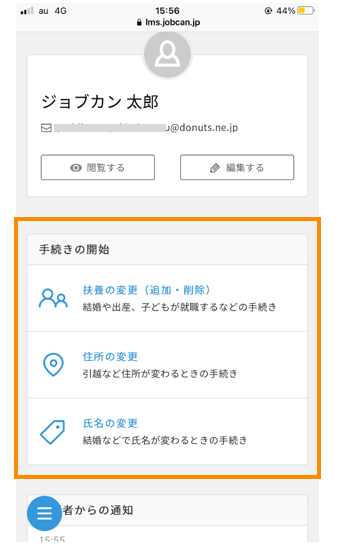 au 4G 15:56 44%
lms.jobcan.jp
ジョブカン 太郎
u@donuts.ne.jp
閲覧する 編集する
手続きの開始
扶養の変更（追加・削除）
結婚や出産、子どもが就職するなどの手続き
住所の変更
引越など住所が変わるときの手続き
氏名の変更
結婚などで氏名が変わるときの手続き
者からの通知
15:55